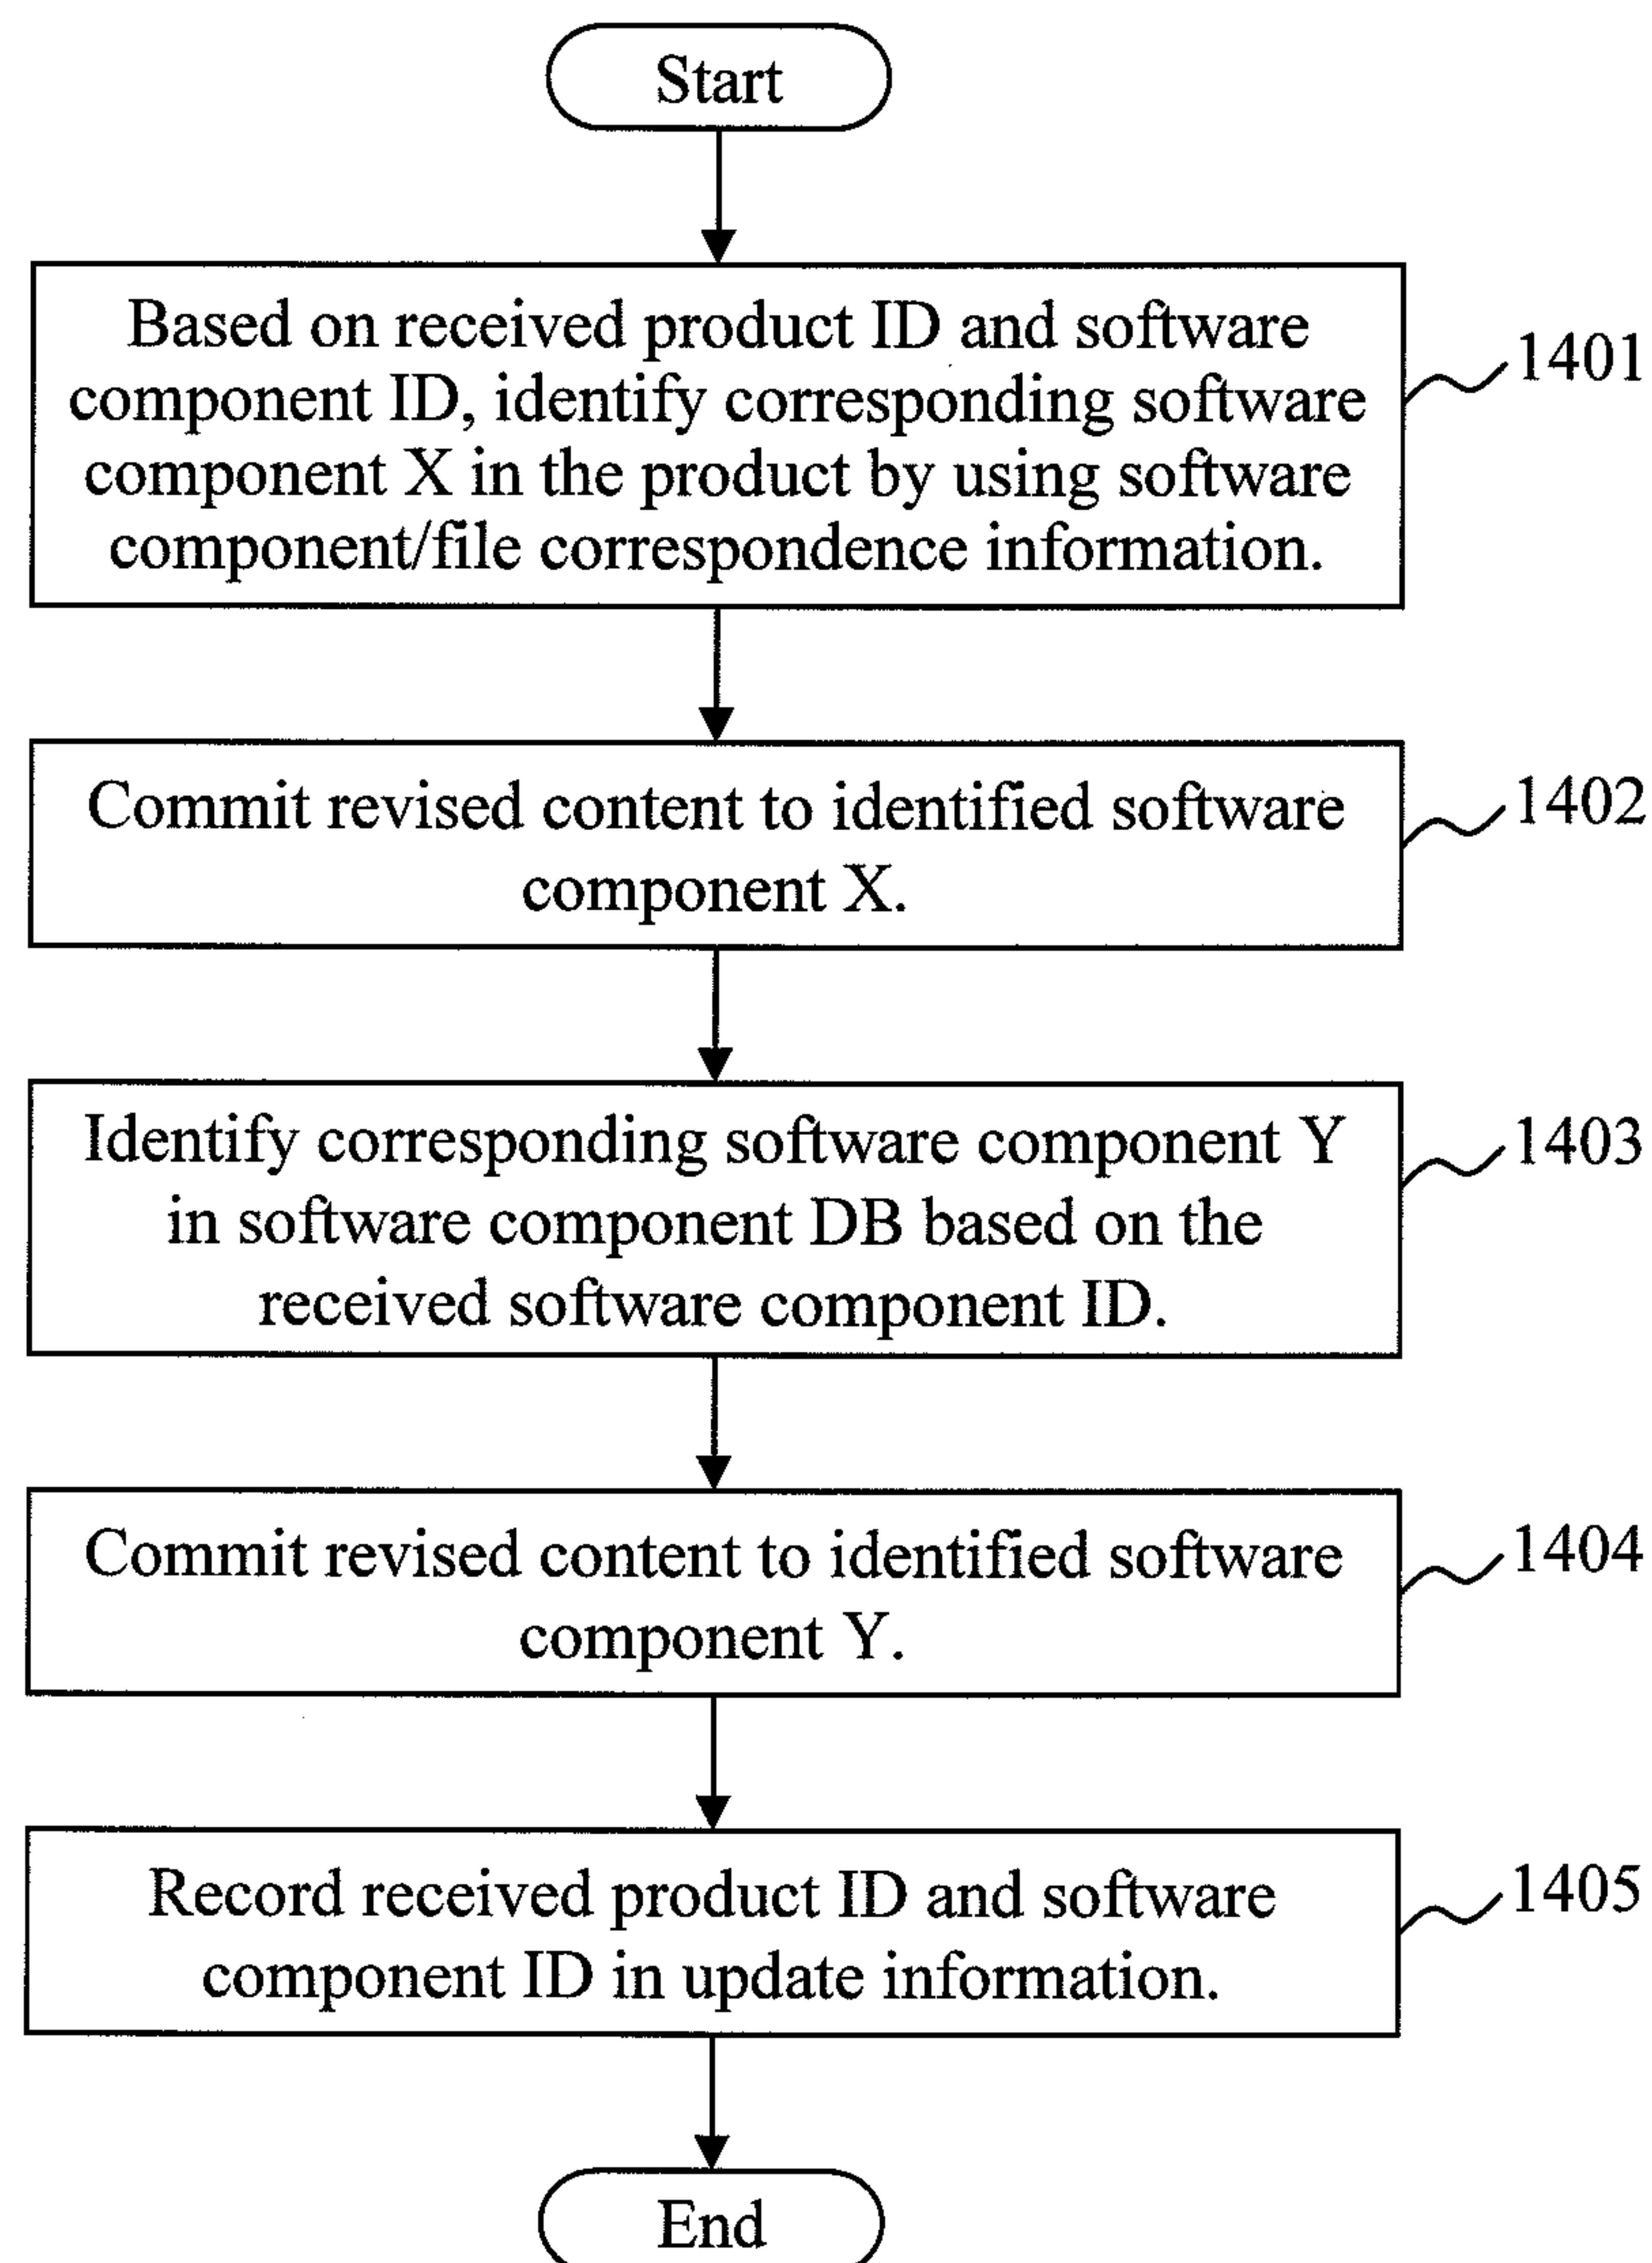 Start
Based on received product ID and software
component ID, identify corresponding software
component X in the product by using software
component/file correspondence information.
1401
Commit revised content to identified software
component X.
1402
Identify corresponding software component Y
in software component DB based on the
received software component ID.
1403
Commit revised content to identified software
component Y.
1404
Record received product ID and software
component ID in update information.
1405
End